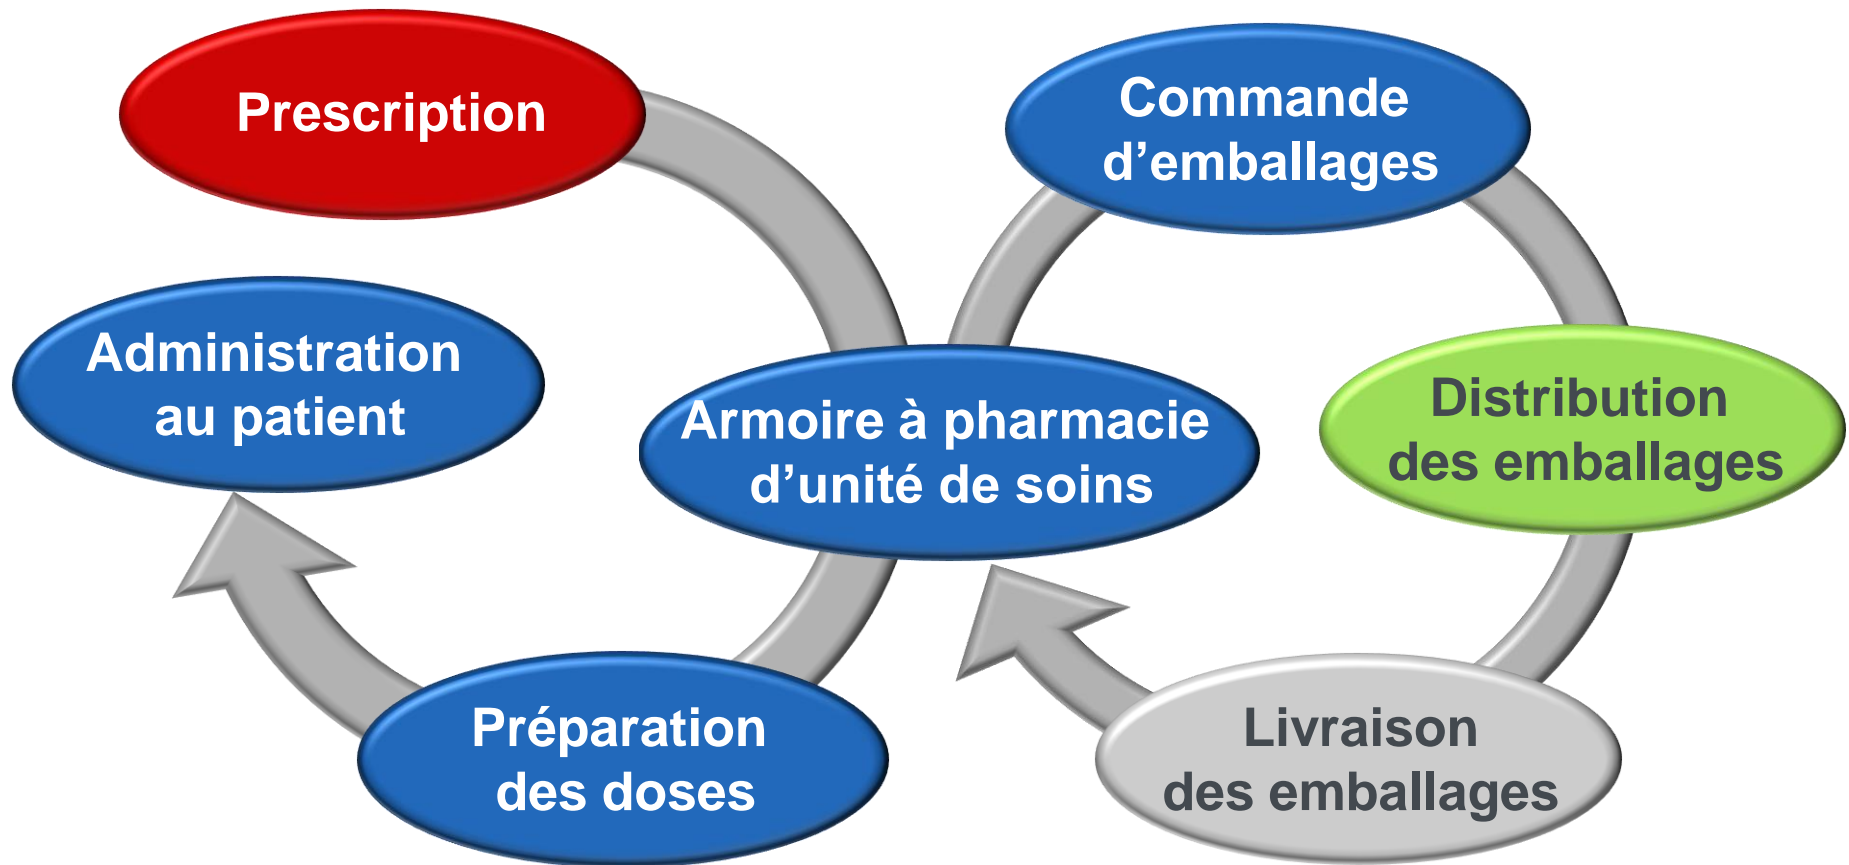 Prescription
Commande
d’emballages
Administration
au patient
Armoire à pharmacie
d’unité de soins
Distribution
des emballages
Préparation
des doses
Livraison
des emballages